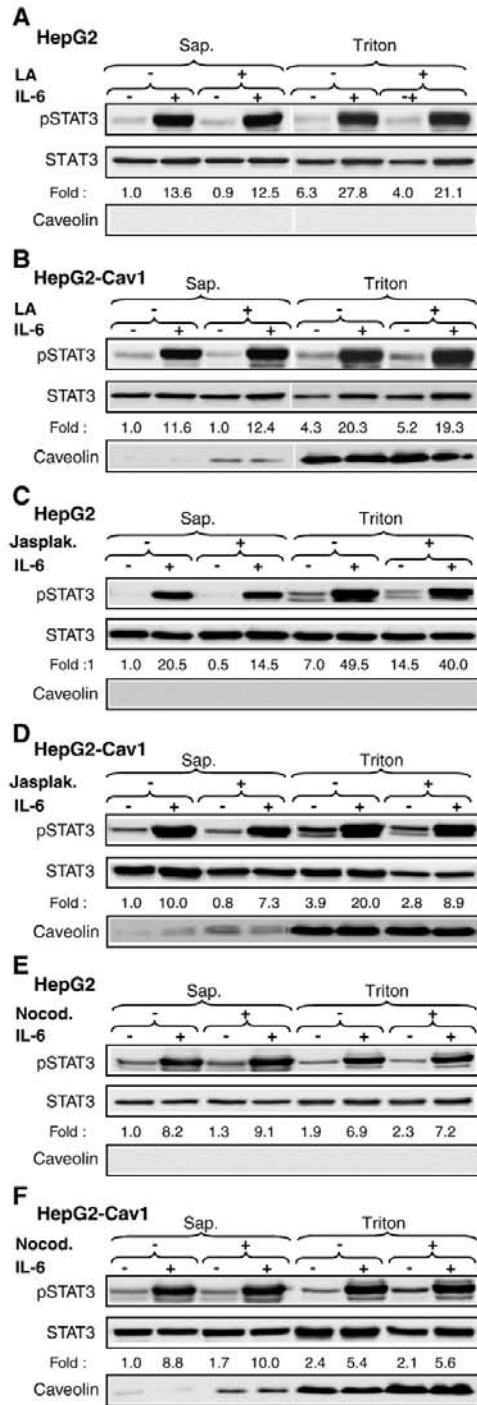 A HepG2
Sap. Triton
LA - + - +
IL-6 - + - + - + -+ +
pSTAT3
STAT3
Fold : 1.0 13.6 0.9 12.5 6.3 27.8 4.0 21.1
Caveolin
B HepG2-Cav1
Sap. Triton
LA - + - +
IL-6 - + - + - + - +
pSTAT3
STAT3
Fold : 1.0 11.6 1.0 12.4 4.3 20.3 5.2 19.3
Caveolin
C HepG2
Sap. Triton
Jasplak. - + - +
IL-6 - + - + - + - +
pSTAT3
STAT3
Fold :1 1.0 20.5 0.5 14.5 7.0 49.5 14.5 40.0
Caveolin
D HepG2-Cav1
Sap. Triton
Jasplak. - + - +
IL-6 - + - + - + - +
pSTAT3
STAT3
Fold : 1.0 10.0 0.8 7.3 3.9 20.0 2.8 8.9
Caveolin
E HepG2
Sap. Triton
Nocod. - + - +
IL-6 - + - + - + - +
pSTAT3
STAT3
Fold : 1.0 8.2 1.3 9.1 1.9 6.9 2.3 7.2
Caveolin
F HepG2-Cav1
Sap. Triton
Nocod. - + - +
IL-6 - + - + - + - +
pSTAT3
STAT3
Fold : 1.0 8.8 1.7 10.0 2.4 5.4 2.1 5.6
Caveolin